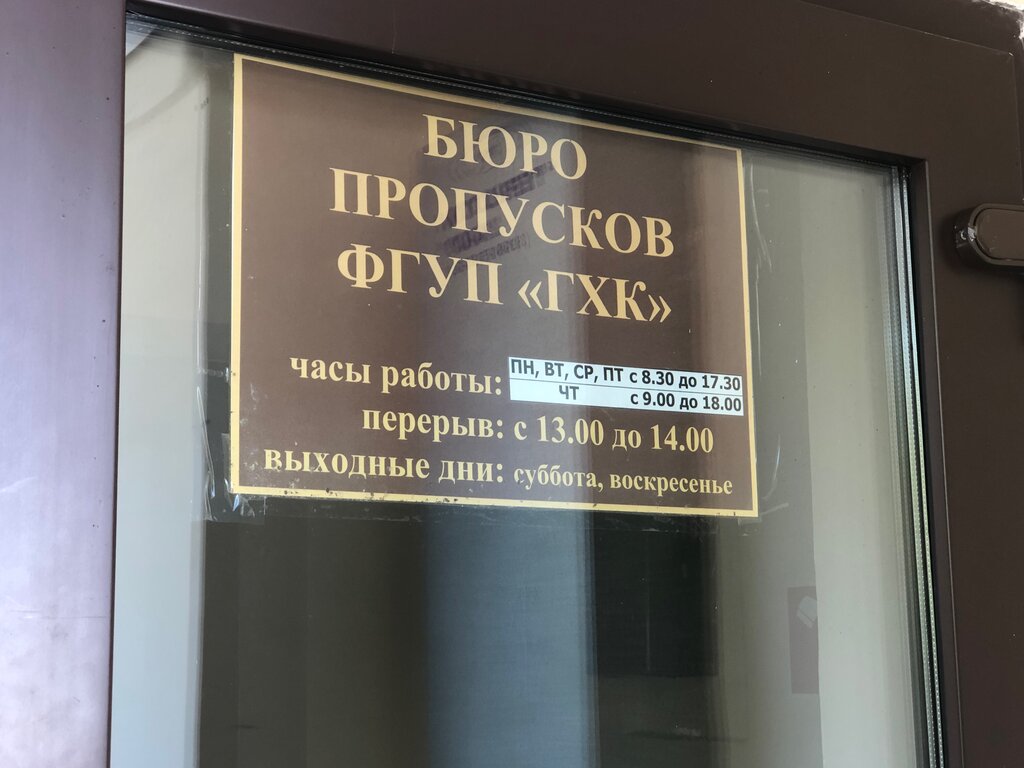 БЮРО
ПРОПУСКОВ
ФГУП «ГХК»
часы работы: ПН, ВТ, СР, ПТ с 8.30 до 17.30
ЧТ с 9.00 до 18.00
перерыв: с 13.00 до 14.00
выходные дни: суббота, воскресенье